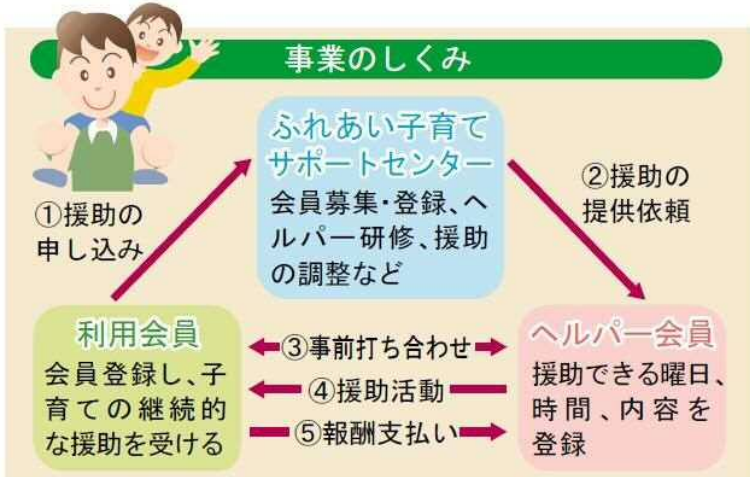 事業のしくみ
ふれあい子育て
サポートセンター
会員募集・登録、ヘ
ルパー研修、援助
の調整など
①援助の
申し込み
②援助の
提供依頼
利用会員
会員登録し、子
育ての継続的
な援助を受ける
③事前打ち合わせ
④援助活動
⑤報酬支払い
ヘルパー会員
援助できる曜日、
時間、内容を
登録